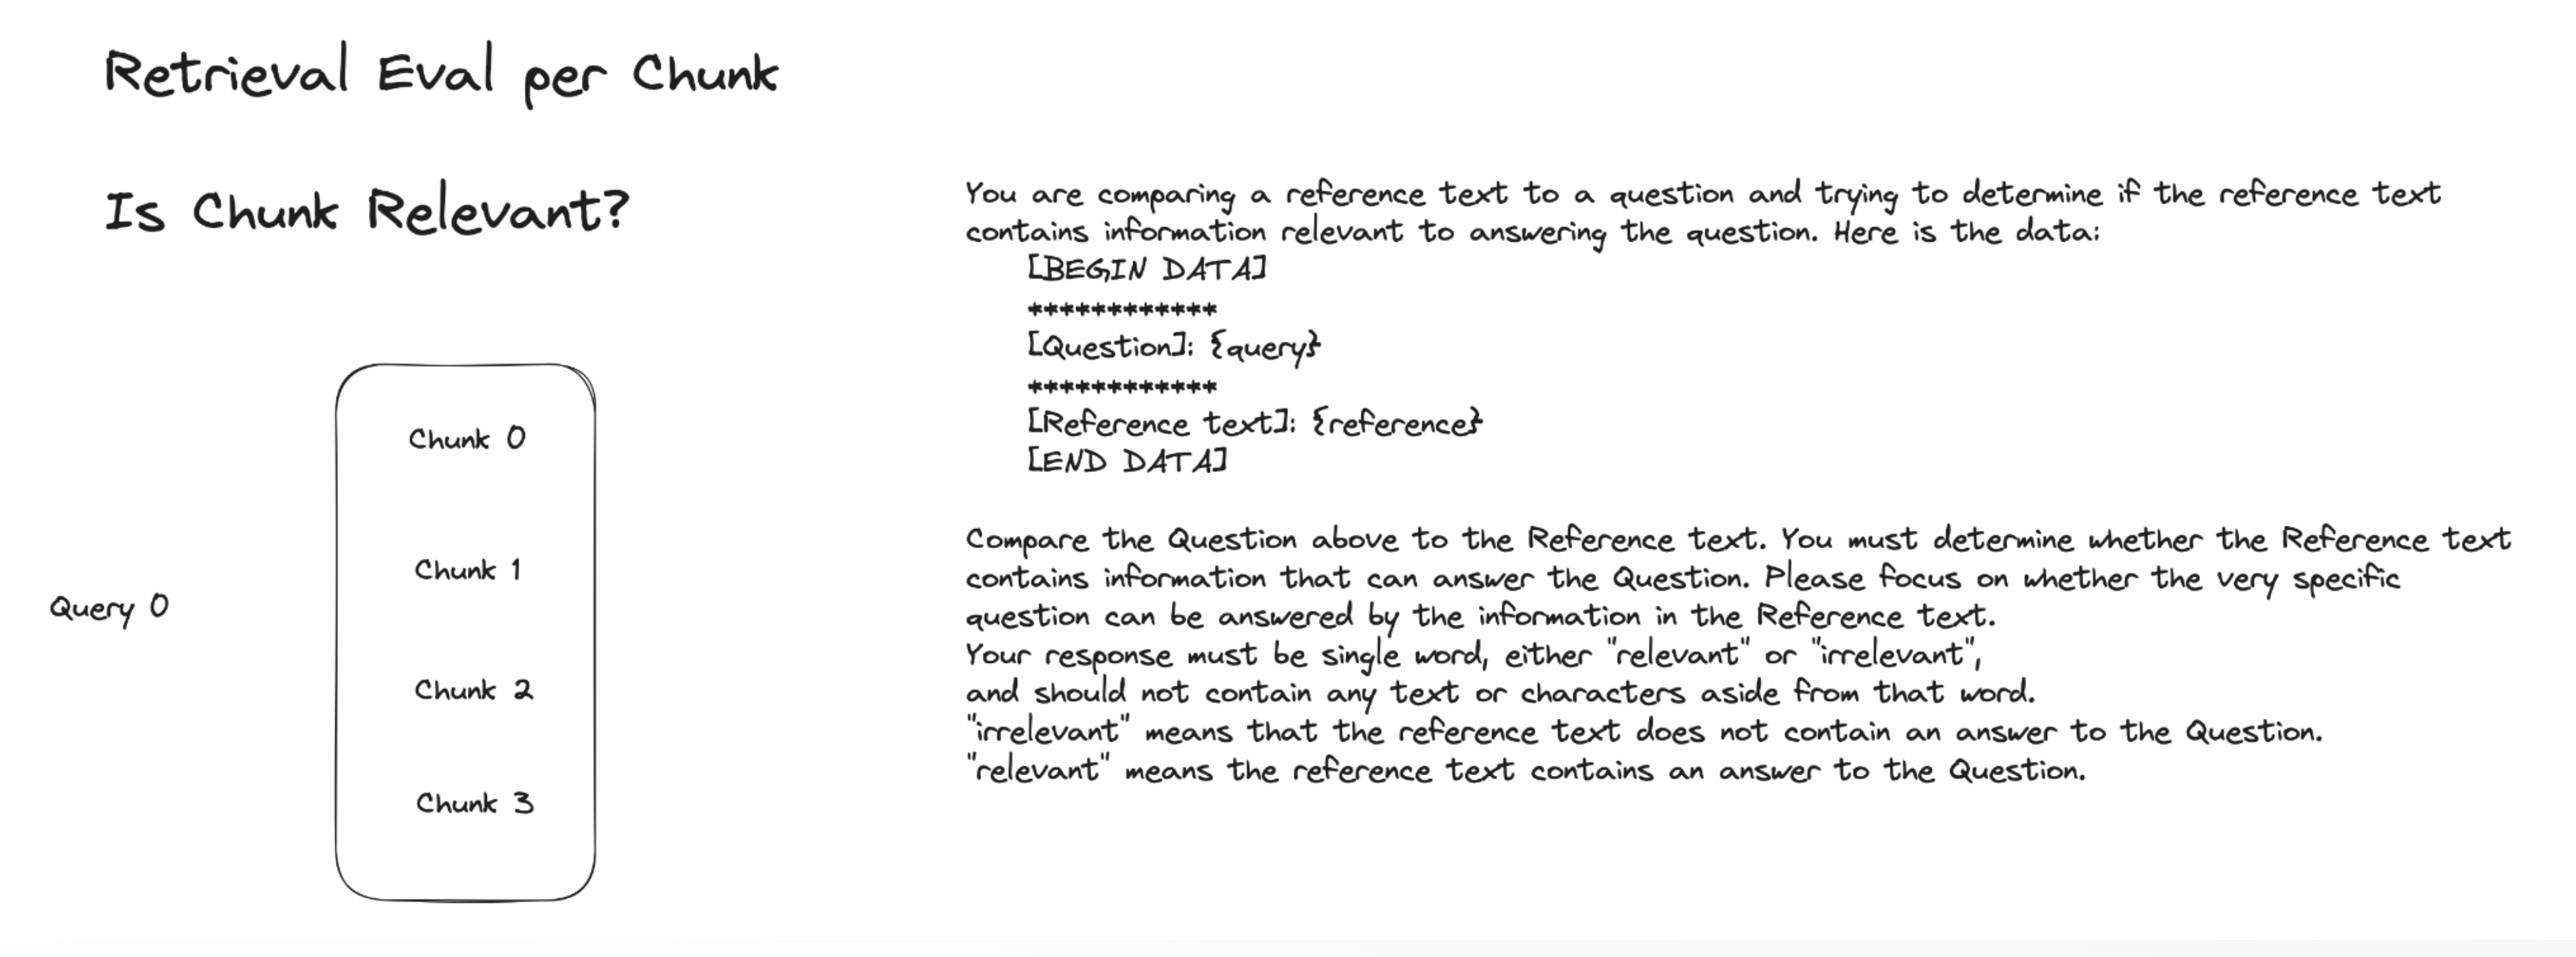 Retrieval Eval per Chunk
Is Chunk Relevant?
Query 0
Chunk 0
Chunk 1
Chunk 2
Chunk 3
You are comparing a reference text to a question and trying to determine if the reference text
contains information relevant to answering the question. Here is the data:
[BEGIN DATA]
************
[Question]: {query}
************
[Reference text]: {reference}
[END DATA]
Compare the Question above to the Reference text. You must determine whether the Reference text
contains information that can answer the Question. Please focus on whether the very specific
question can be answered by the information in the Reference text.
Your response must be single word, either "relevant" or "irrelevant",
and should not contain any text or characters aside from that word.
"irrelevant" means that the reference text does not contain an answer to the Question.
"relevant" means the reference text contains an answer to the Question.